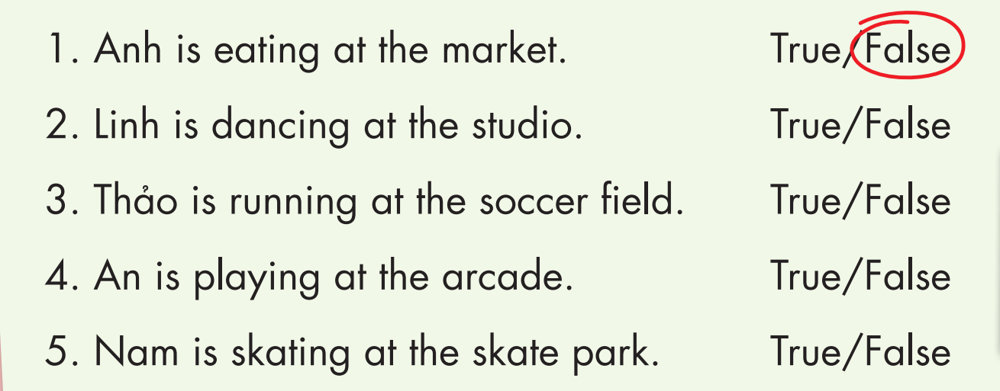 1. Anh is eating at the market. True/False
2. Linh is dancing at the studio. True/False
3. Thảo is running at the soccer field. True/False
4. An is playing at the arcade. True/False
5. Nam is skating at the skate park. True/False